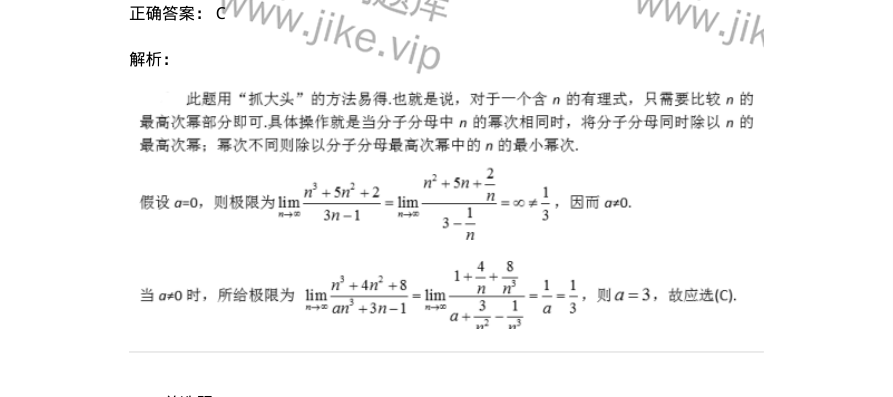 正确答案： C
题库
www.jike.vip
www.jik
解析：
此题用“抓大头”的方法易得.也就是说，对于一个含 n 的有理式，只需要比较 n 的
最高次幂部分即可.具体操作就是当分子分母中 n 的幂次相同时，将分子分母同时除以 n 的
最高次幂；幂次不同则除以分子分母最高次幂中的 n 的最小幂次.
假设 a=0，则极限为 lim_{n→∞} (n³+5n²+2)/(3n−1) = lim_{n→∞} (n²+5n+2/n)/(3−1/n) = ∞ ≠ 1/3，因而 a≠0.
当 a≠0 时，所给极限为 lim_{n→∞} (n³+4n²+8)/(an³+3n−1) = lim_{n→∞} (1+4/n+8/n³)/(a+3/n²−1/n³) = 1/a = 1/3，则 a=3，故应选(C).